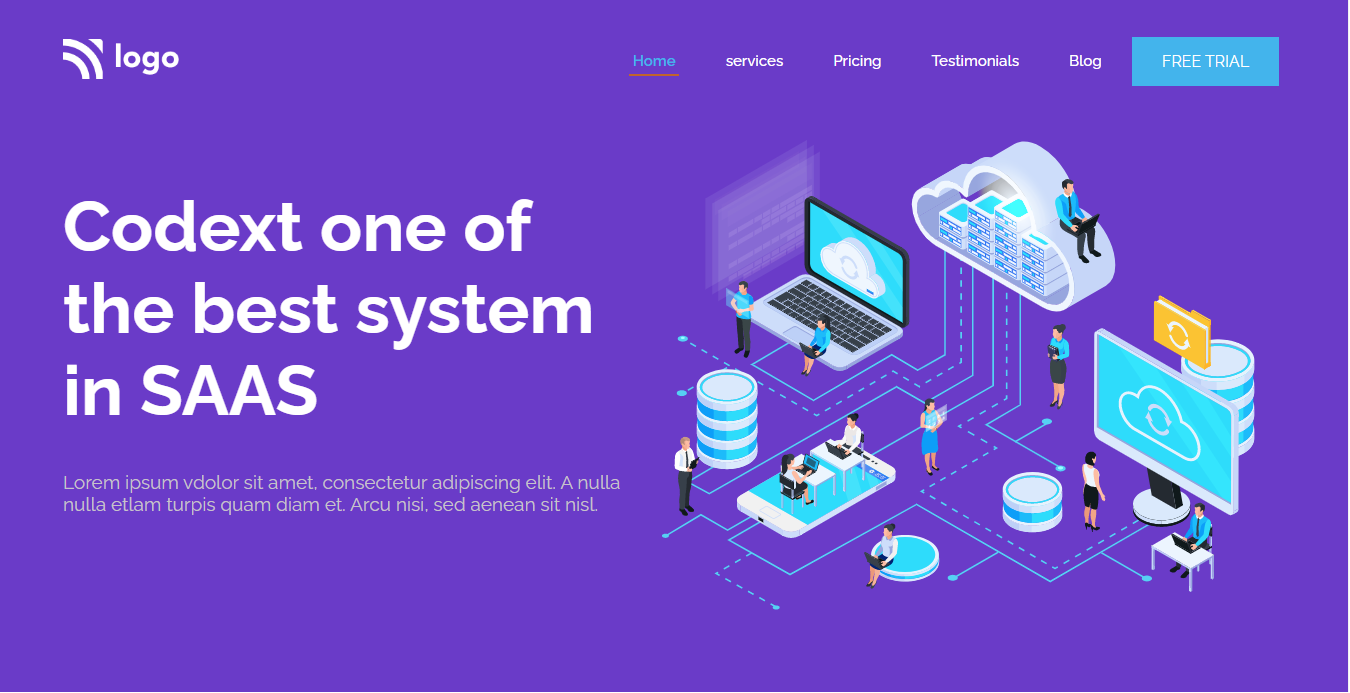 logo
Home services Pricing Testimonials Blog FREE TRIAL
Codext one of
the best system
in SAAS
Lorem ipsum vdolor sit amet, consectetur adipiscing elit. A nulla
nulla etlam turpis quam diam et. Arcu nisi, sed aenean sit nisl.